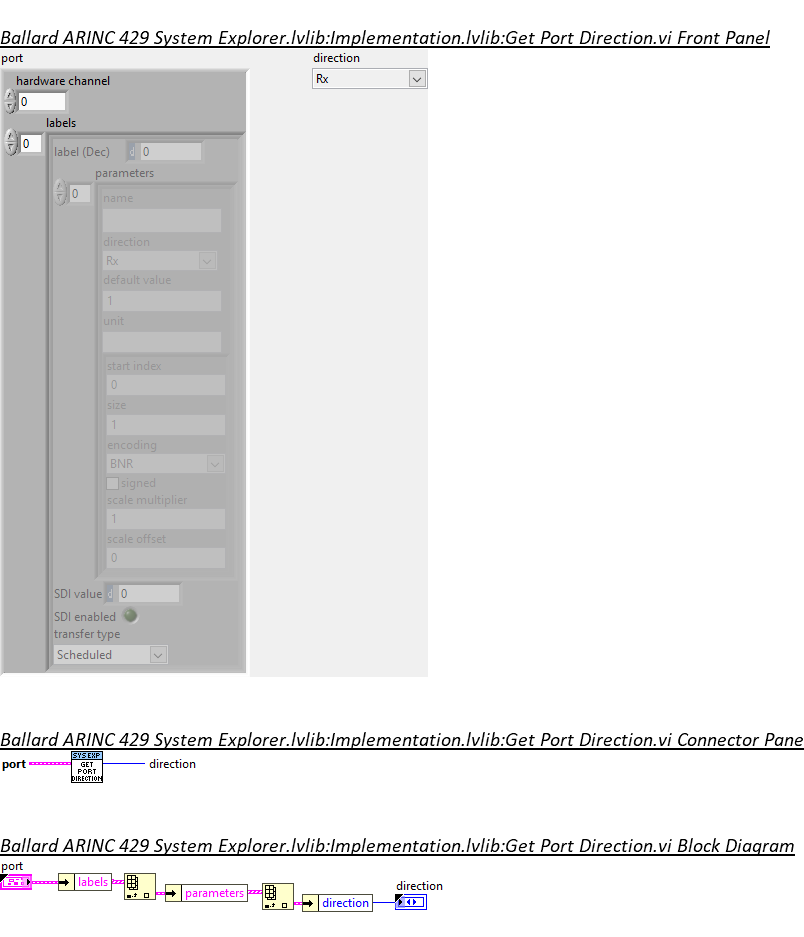 Ballard ARINC 429 System Explorer.lvlib:Implementation.lvlib:Get Port Direction.vi Front Panel
port
direction
hardware channel
Rx
0
labels
0
label (Dec)
d
0
parameters
0
name
direction
Rx
default value
1
unit
start index
0
size
1
encoding
BNR
signed
scale multiplier
1
scale offset
0
SDI value
d
0
SDI enabled
transfer type
Scheduled
Ballard ARINC 429 System Explorer.lvlib:Implementation.lvlib:Get Port Direction.vi Connector Pane
port
SYS EXP
GET
PORT
DIRECTION
direction
Ballard ARINC 429 System Explorer.lvlib:Implementation.lvlib:Get Port Direction.vi Block Diagram
port
labels
parameters
direction
direction